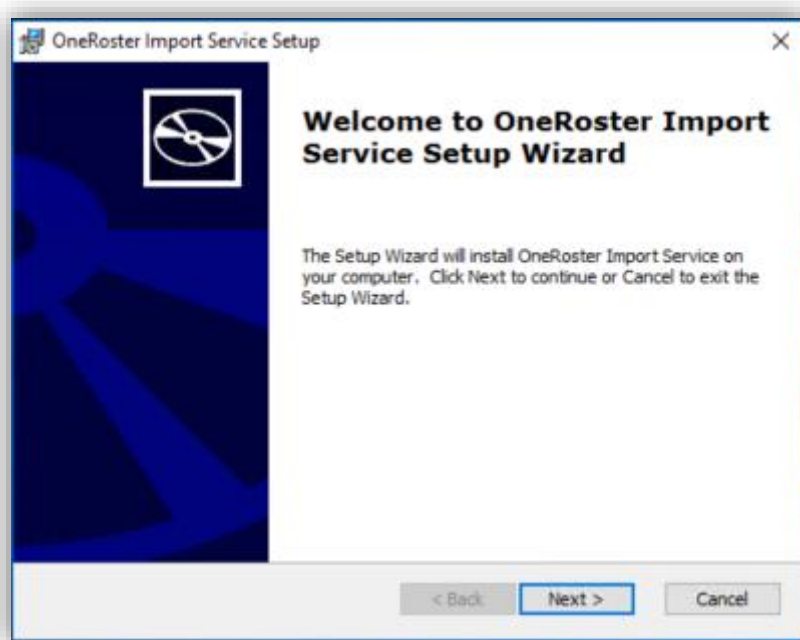 OneRoster Import Service Setup
Welcome to OneRoster Import
Service Setup Wizard
The Setup Wizard will install OneRoster Import Service on
your computer. Click Next to continue or Cancel to exit the
Setup Wizard.
< Back Next > Cancel